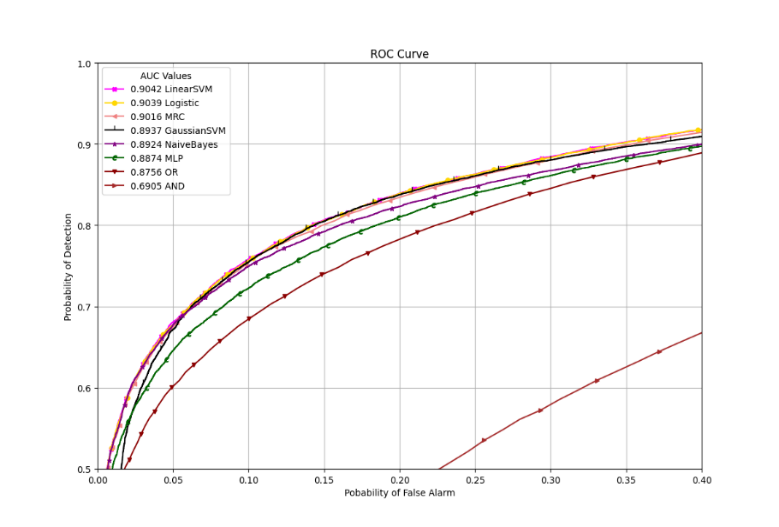 ROC Curve
1.0
0.9
0.8
0.7
0.6
0.5
Probability of Detection
AUC Values
0.9042 LinearSVM
0.9039 Logistic
0.9016 MRC
0.8937 GaussianSVM
0.8924 NaiveBayes
0.8874 MLP
0.8756 OR
0.6905 AND
0.00 0.05 0.10 0.15 0.20 0.25 0.30 0.35 0.40
Pobability of False Alarm